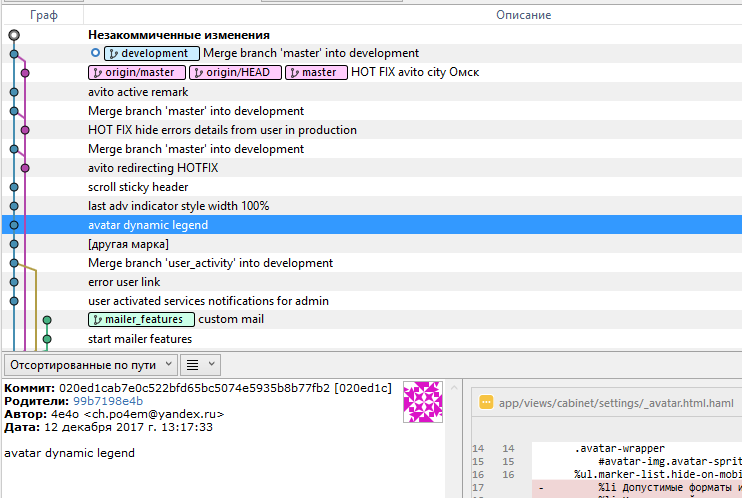 Граф Описание
Незакоммиченные изменения
development Merge branch 'master' into development
origin/master origin/HEAD master HOT FIX avito city Омск
avito active remark
Merge branch 'master' into development
HOT FIX hide errors details from user in production
Merge branch 'master' into development
avito redirecting HOTFIX
scroll sticky header
last adv indicator style width 100%
avatar dynamic legend
[другая марка]
Merge branch 'user_activity' into development
error user link
user activated services notifications for admin
mailer_features custom mail
start mailer features
Отсортированные по пути
Коммит: 020ed1cab7e0c522bfd65bc5074e5935b8b77fb2 [020ed1c]
Родители: 99b7198e4b
Автор: 4e4o <ch.po4em@yandex.ru>
Дата: 12 декабря 2017 г. 13:17:33
avatar dynamic legend
app/views/cabinet/settings/_avatar.html.haml
14 14 .avatar-wrapper
15 15 #avatar-img.avatar-sprit
16 16 %ul.marker-list.hide-on-mobi
17 - %li Допустимые форматы и